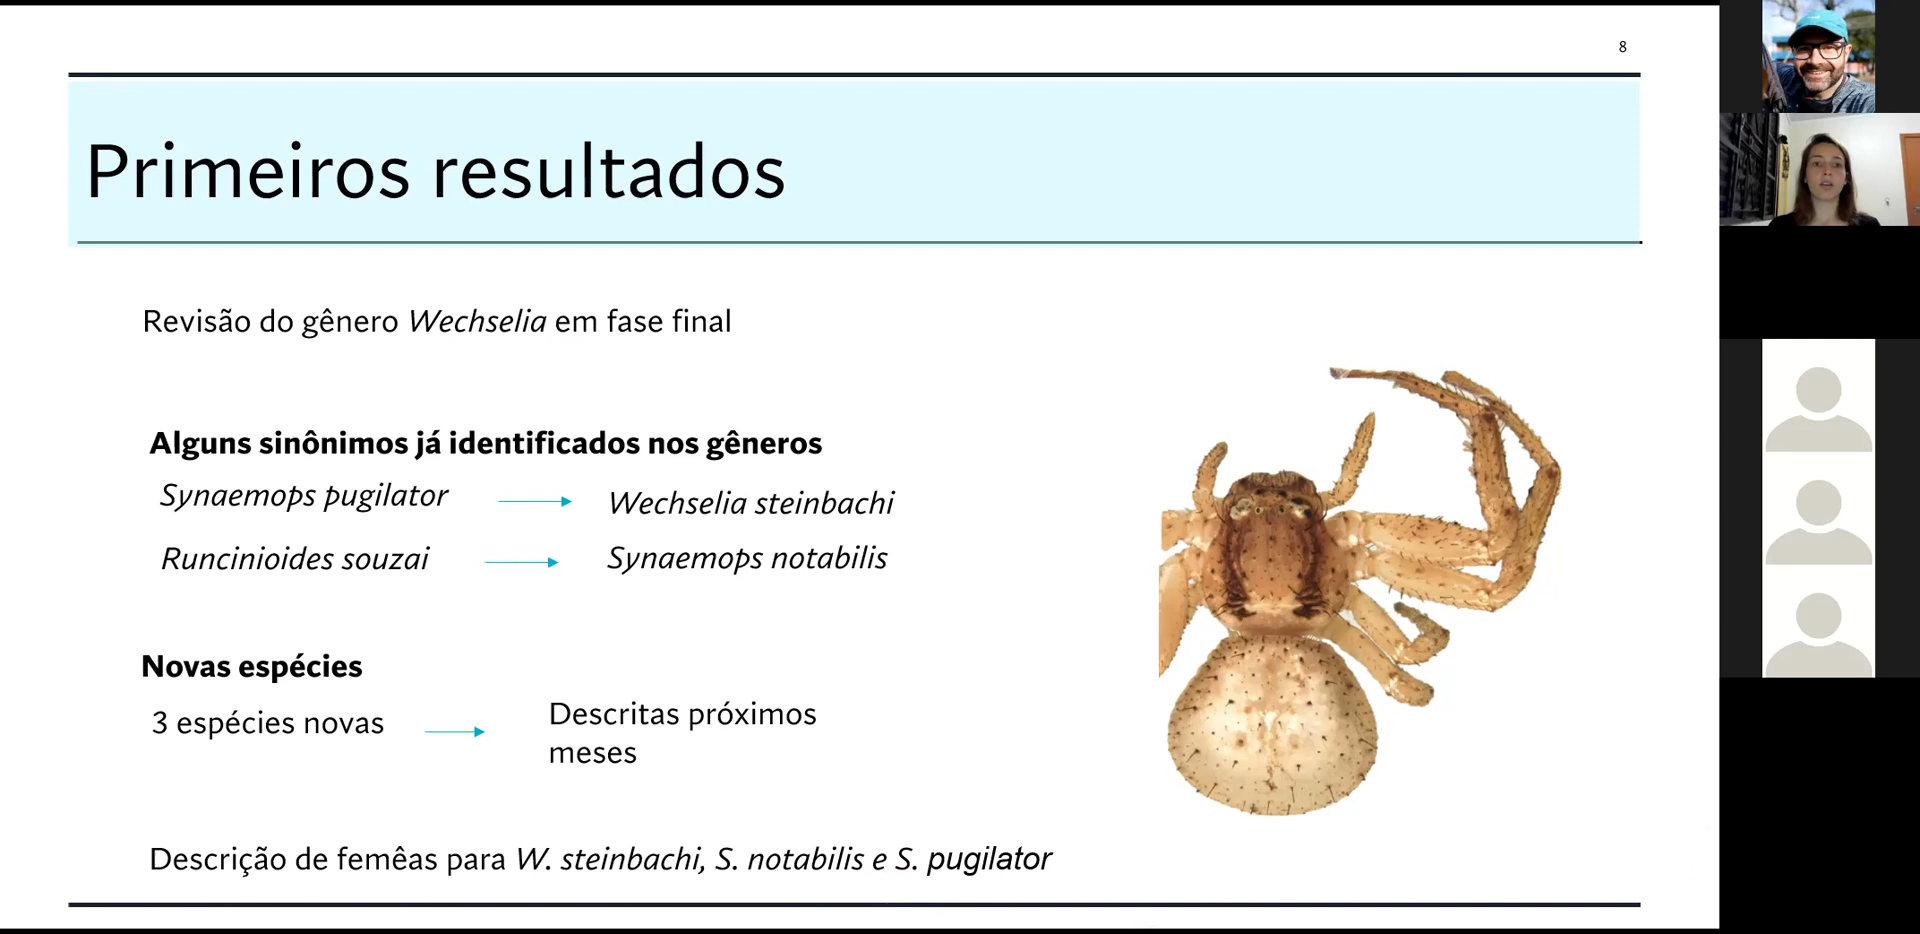 8
Primeiros resultados
Revisão do gênero Wechselia em fase final
Alguns sinônimos já identificados nos gêneros
Synaemops pugilator
Wechselia steinbachi
Runcinioides souzai
Synaemops notabilis
Novas espécies
3 espécies novas
Descritas próximos
meses
Descrição de femêas para W. steinbachi, S. notabilis e S. pugilator